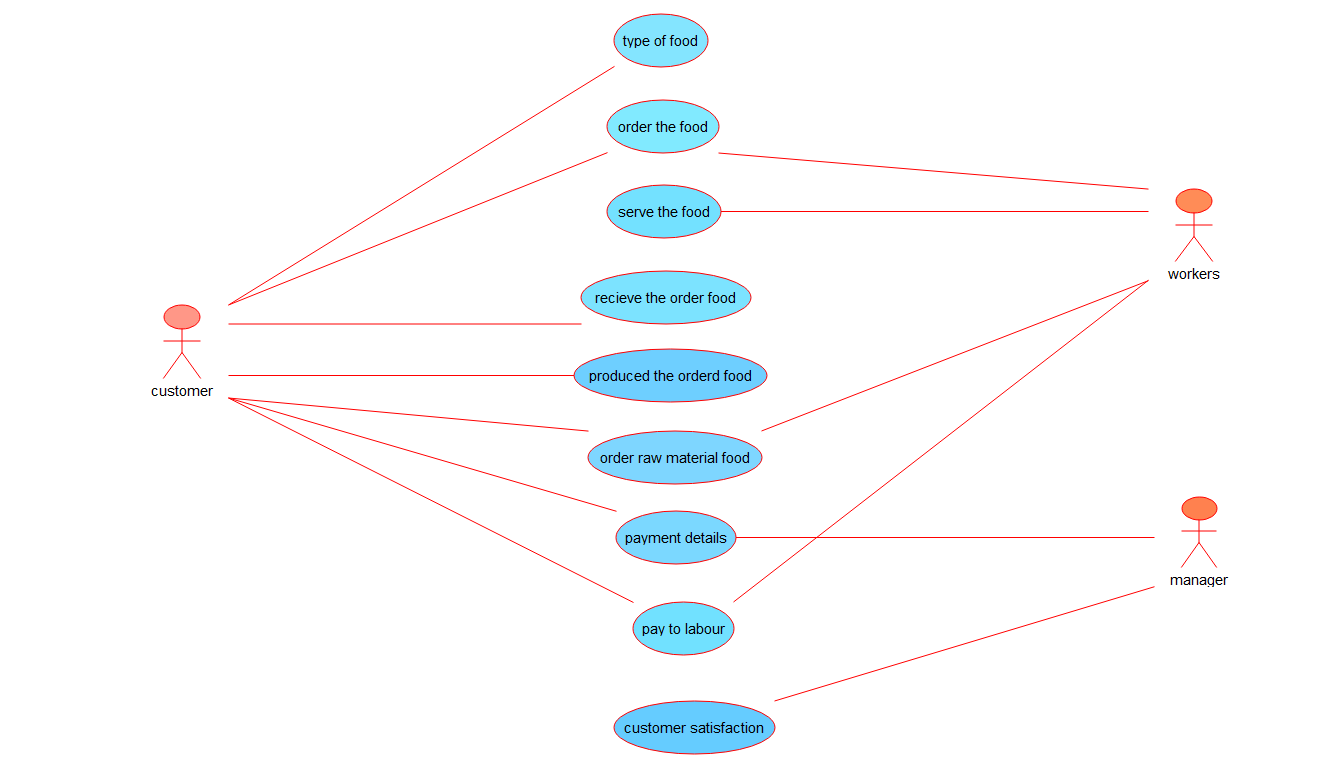 type of food
order the food
serve the food
workers
recieve the order food
customer
produced the orderd food
order raw material food
payment details
manager
pay to labour
customer satisfaction